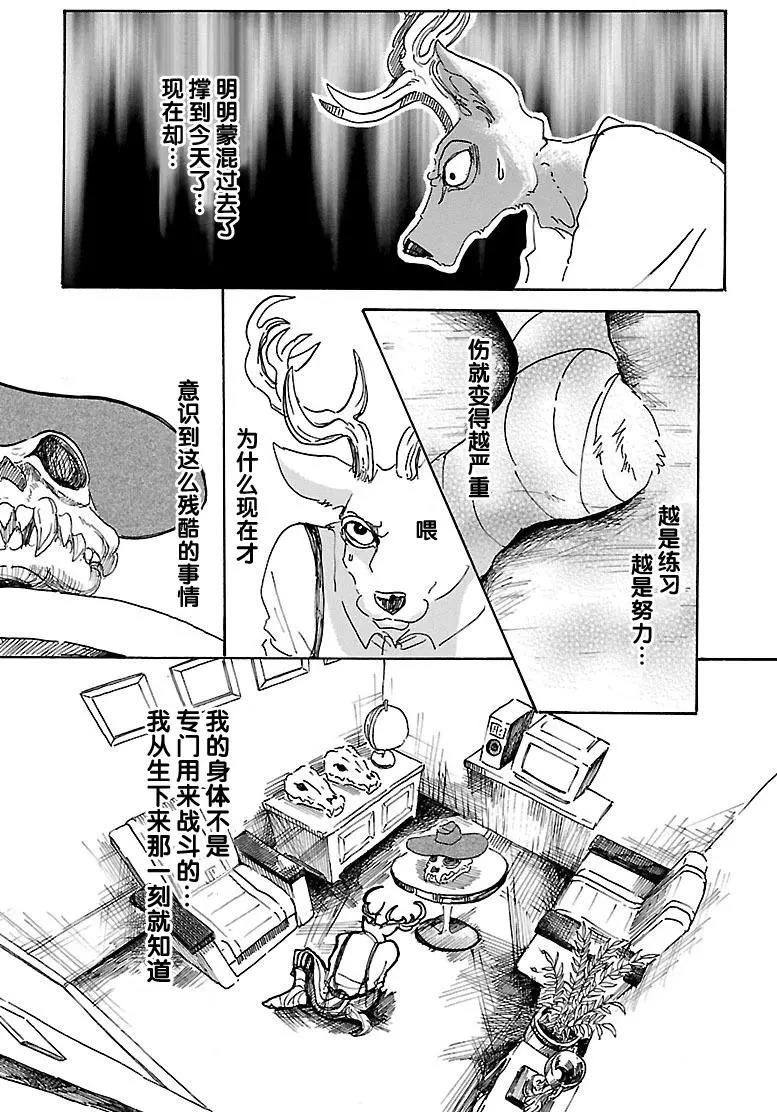 明明蒙混过去了
撑到今天了…
现在却…
越是练习
越是努力…
伤就变得越严重
喂
为什么现在才
意识到这么残酷的事情
我的身体不是
专门用来战斗的…
我从生下来那一刻就知道